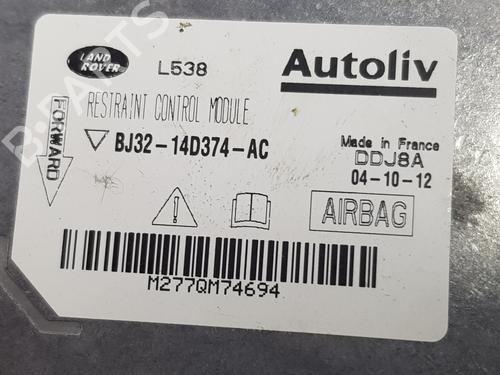 LAND
ROVER
L538
Autoliv
RESTRAINT CONTROL MODULE
FORWARD
BJ32-14D374-AC
Made in France
DDJ8A
04-10-12
AIRBAG
M277QM74694
B-PARTS